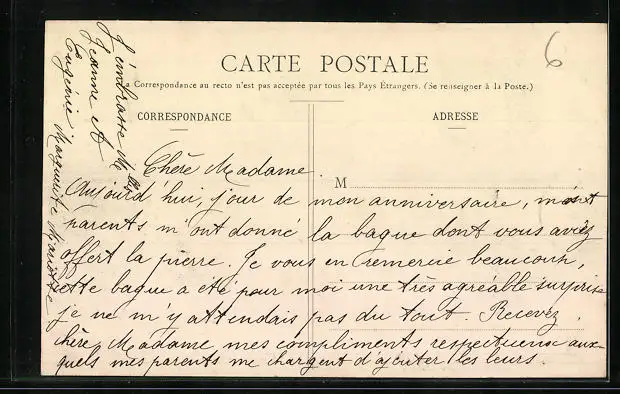 6
CARTE POSTALE
La Correspondance au recto n'est pas acceptée par tous les Pays Étrangers. (Se renseigner à la Poste.)
CORRESPONDANCE
ADRESSE
M
Chère Madame.
Aujourd'hui, jour de mon anniversaire, mes
parents m'ont donné la bague dont vous aviez
offert la pierre. Je vous en remercie beaucoup,
cette bague a été pour moi une très agréable surprise
je ne m'y attendais pas du tout. Recevez
chère Madame mes compliments respectueux aux-
quels mes parents me chargent d'ajouter les leurs.
J'embrasse Melles
Jeanne et
Eugénie Marguerite